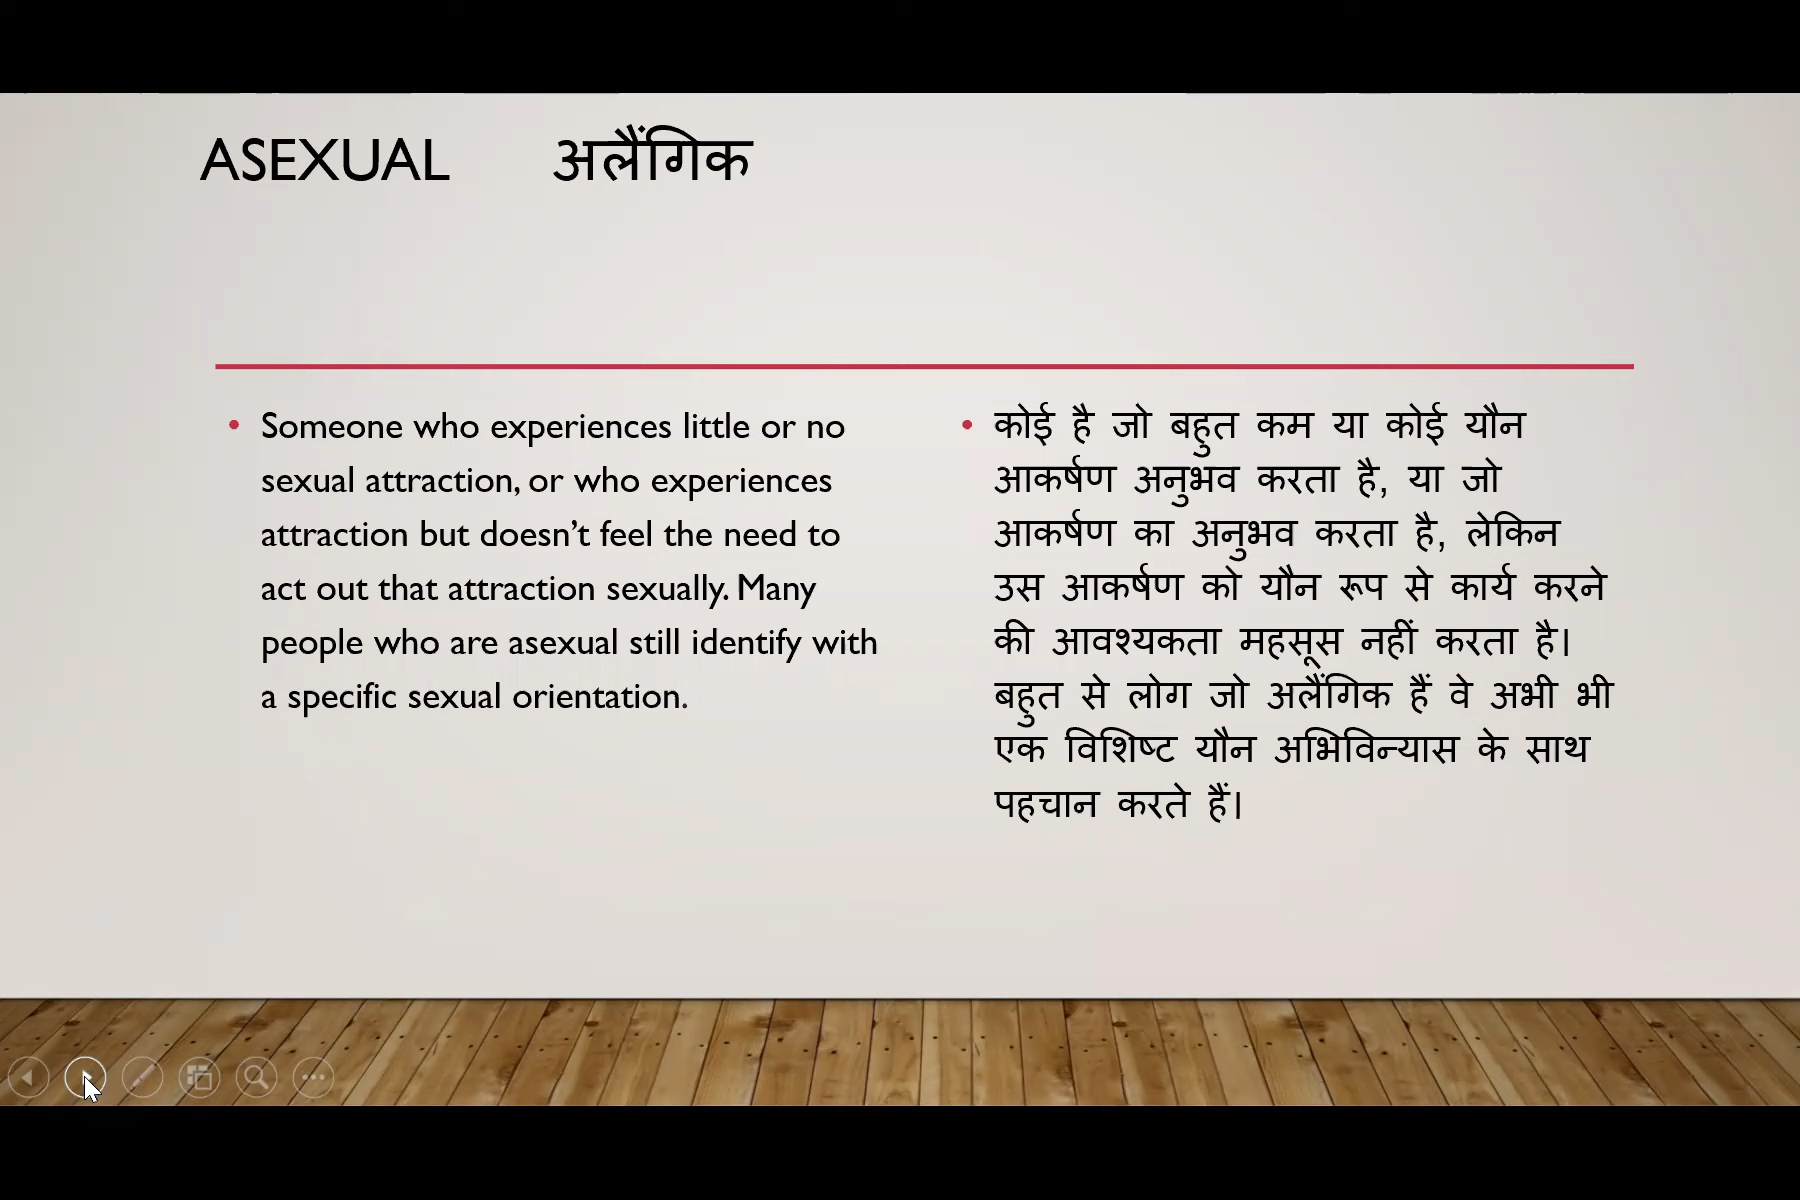 ASEXUAL अलैंगिक
Someone who experiences little or no
sexual attraction, or who experiences
attraction but doesn’t feel the need to
act out that attraction sexually. Many
people who are asexual still identify with
a specific sexual orientation.
कोई है जो बहुत कम या कोई यौन
आकर्षण अनुभव करता है, या जो
आकर्षण का अनुभव करता है, लेकिन
उस आकर्षण को यौन रूप से कार्य करने
की आवश्यकता महसूस नहीं करता है।
बहुत से लोग जो अलैंगिक हैं वे अभी भी
एक विशिष्ट यौन अभिविन्यास के साथ
पहचान करते हैं।